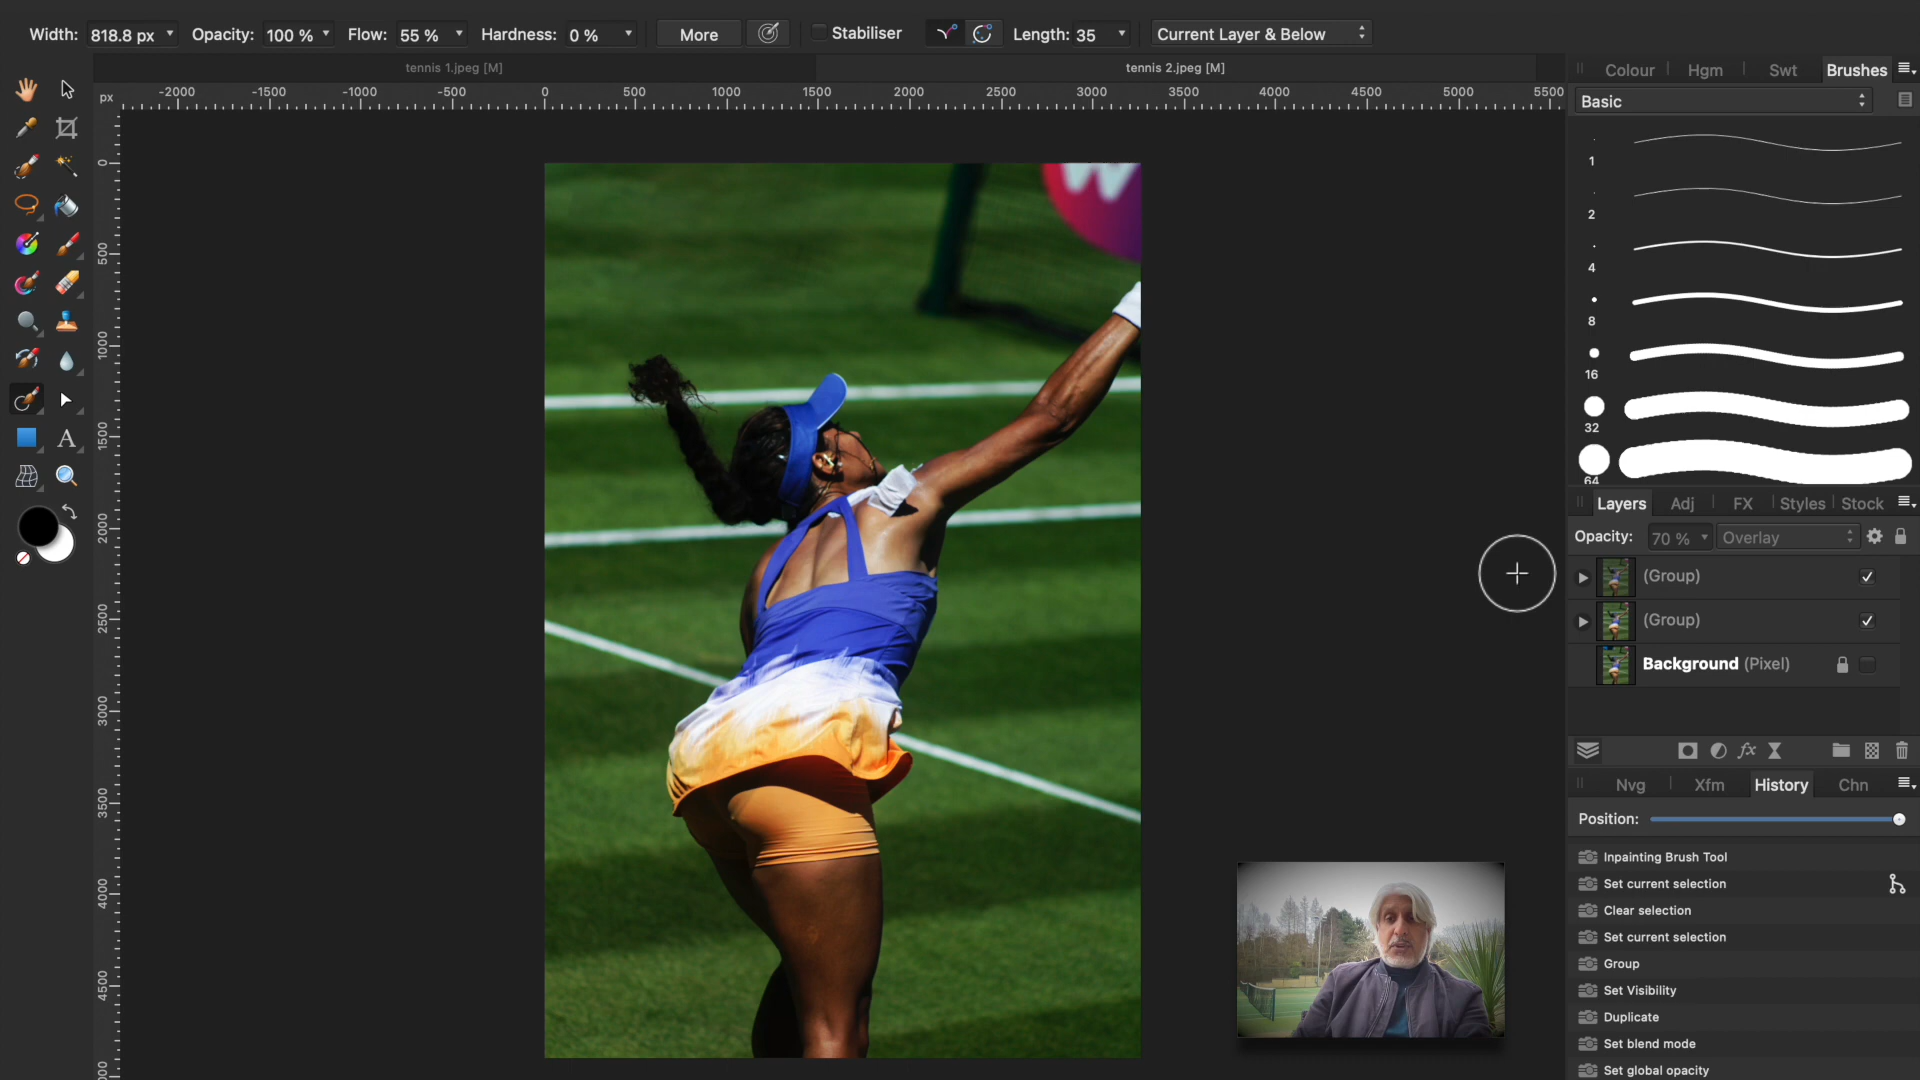 Width: 818.8 px Opacity: 100 % Flow: 55 % Hardness: 0 % More Stabiliser Length: 35 Current Layer & Below
tennis 1.jpeg [M] tennis 2.jpeg [M]
px -2000 -1500 -1000 -500 0 500 1000 1500 2000 2500 3000 3500 4000 4500 5000 5500
0
500
1000
1500
2000
2500
3000
3500
4000
4500
W
A
Colour Hgm Swt Brushes
Basic
1
2
4
8
16
32
64
Layers Adj FX Styles Stock
Opacity: 70 % Overlay
(Group)
(Group)
Background (Pixel)
fx
Nvg Xfm History Chn
Position:
Inpainting Brush Tool
Set current selection
Clear selection
Set current selection
Group
Set Visibility
Duplicate
Set blend mode
Set global opacity